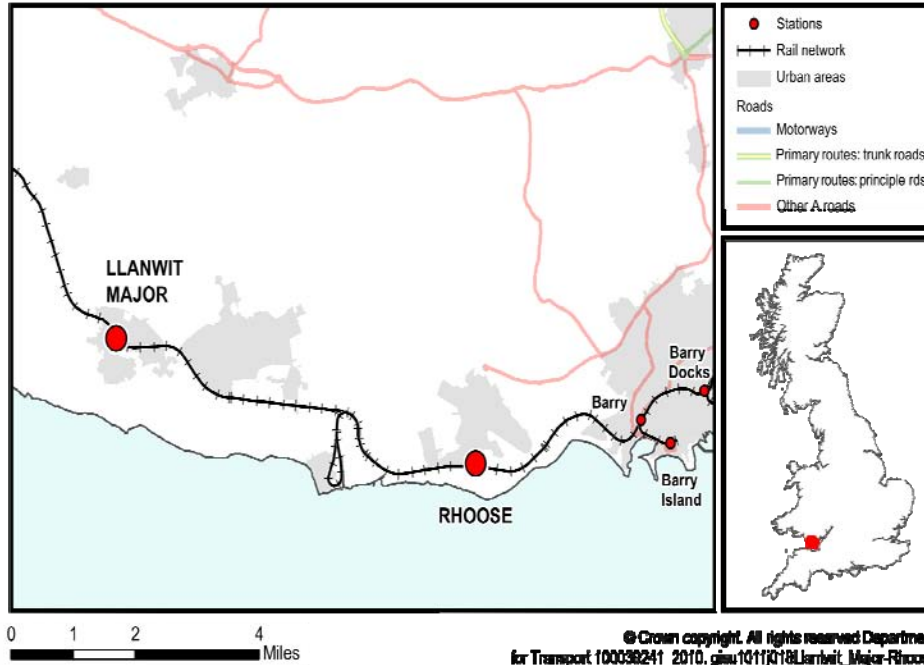 LLANWIT
MAJOR
RHOOSE
Barry
Barry
Docks
Barry
Island
Stations
Rail network
Urban areas
Roads
Motorways
Primary routes: trunk roads
Primary routes: principle rds
Other A roads
0 1 2 4
Miles
© Crown copyright. All rights reserved Departme
for Transport 100039241 2010,